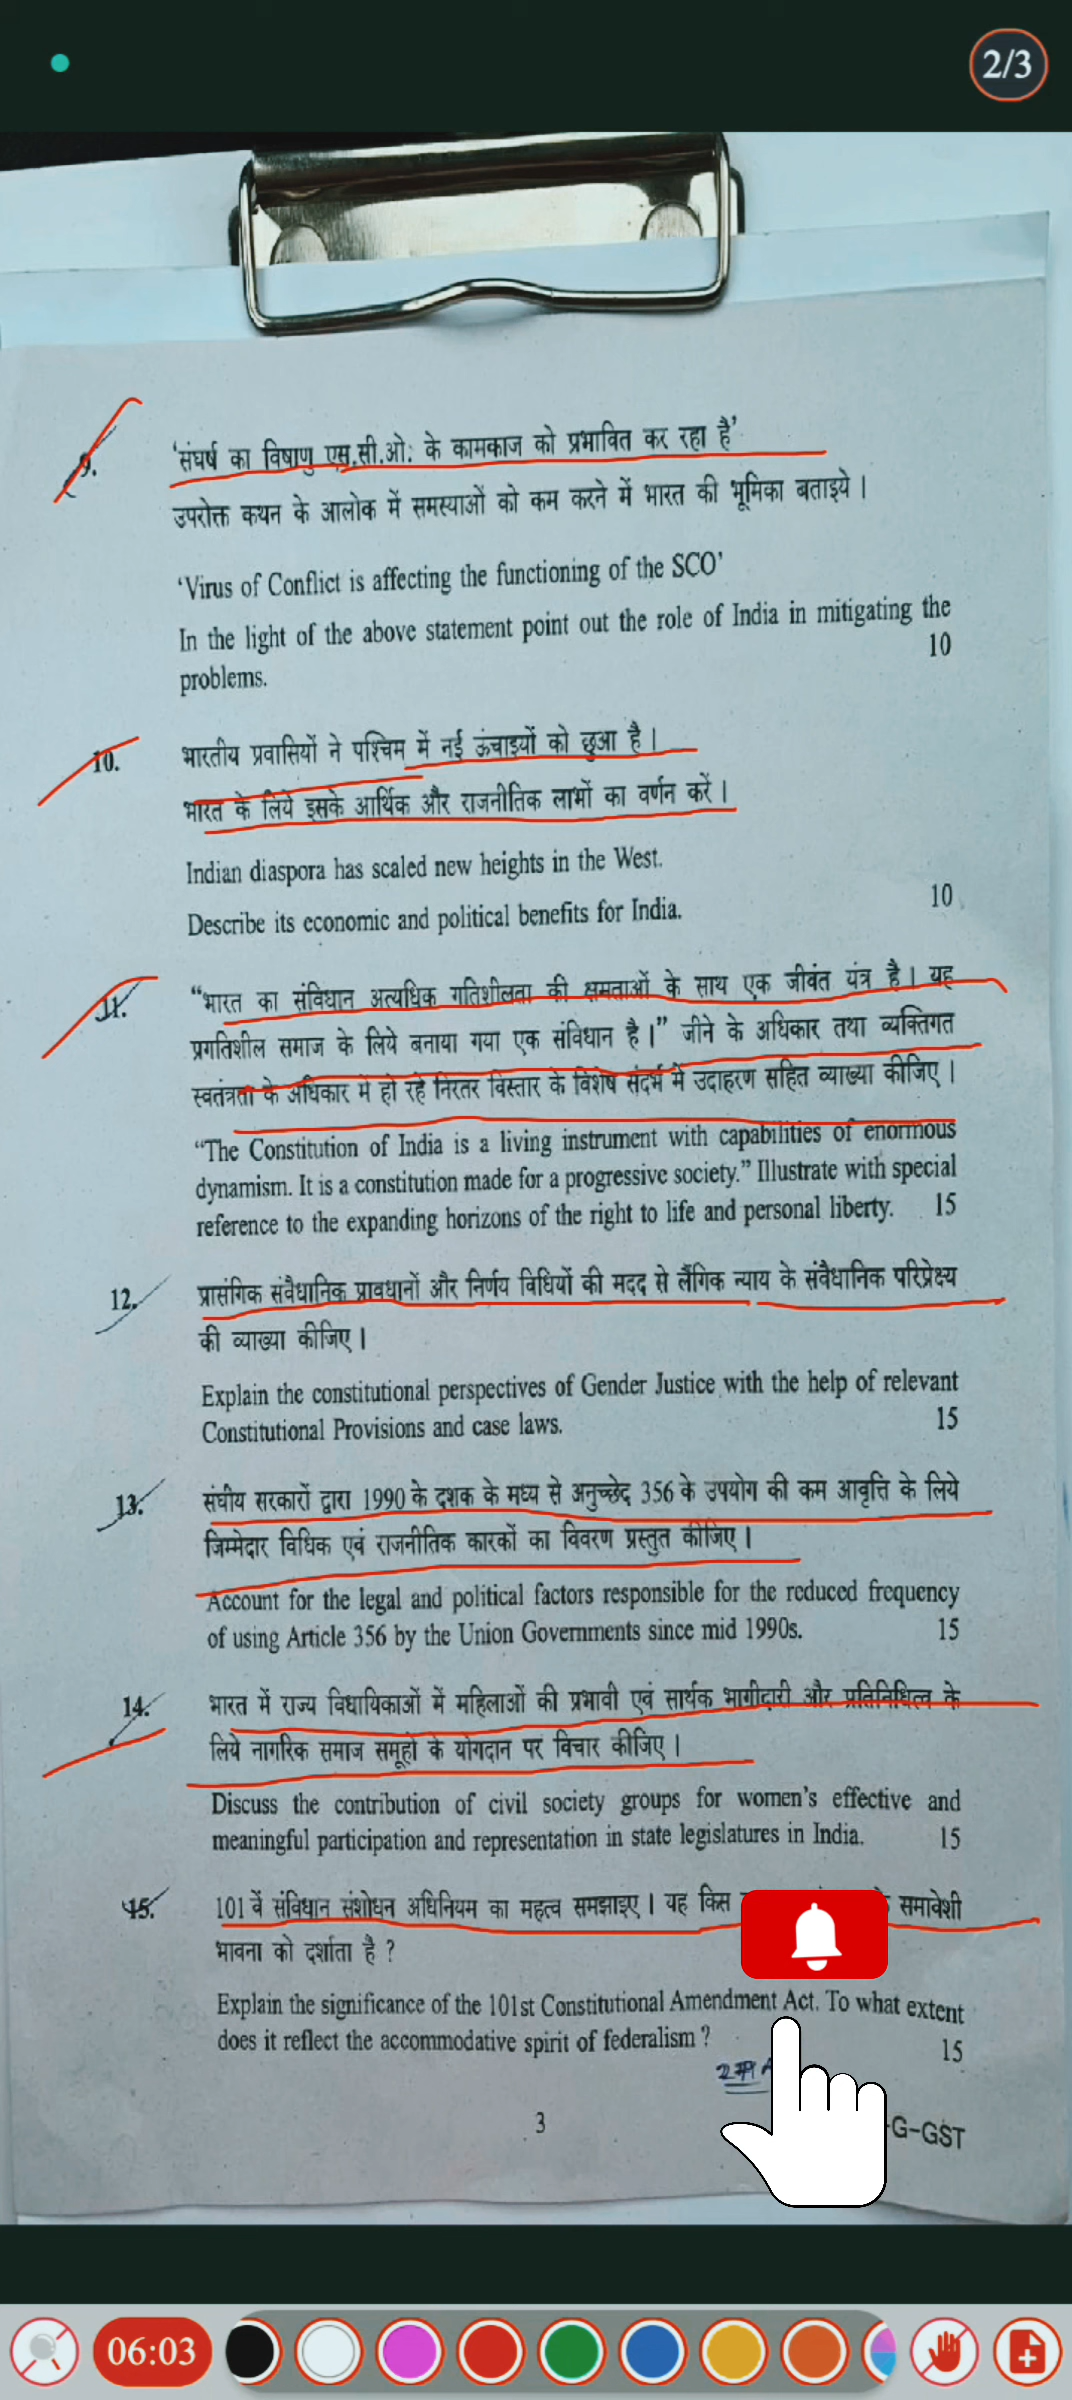 2/3
9. 'संघर्ष का विषाणु एस.सी.ओ: के कामकाज को प्रभावित कर रहा है'
उपरोक्त कथन के आलोक में समस्याओं को कम करने में भारत की भूमिका बताइये।
'Virus of Conflict is affecting the functioning of the SCO'
In the light of the above statement point out the role of India in mitigating the
problems. 10
10. भारतीय प्रवासियों ने पश्चिम में नई ऊंचाइयों को छुआ है।
भारत के लिये इसके आर्थिक और राजनीतिक लाभों का वर्णन करें।
Indian diaspora has scaled new heights in the West.
Describe its economic and political benefits for India. 10
11. "भारत का संविधान अत्यधिक गतिशीलता की क्षमताओं के साथ एक जीवंत यंत्र है। यह
प्रगतिशील समाज के लिये बनाया गया एक संविधान है।" जीने के अधिकार तथा व्यक्तिगत
स्वतंत्रता के अधिकार में हो रहे निरंतर विस्तार के विशेष संदर्भ में उदाहरण सहित व्याख्या कीजिए।
"The Constitution of India is a living instrument with capabilities of enormous
dynamism. It is a constitution made for a progressive society." Illustrate with special
reference to the expanding horizons of the right to life and personal liberty. 15
12. प्रासंगिक संवैधानिक प्रावधानों और निर्णय विधियों की मदद से लैंगिक न्याय के संवैधानिक परिप्रेक्ष्य
की व्याख्या कीजिए।
Explain the constitutional perspectives of Gender Justice with the help of relevant
Constitutional Provisions and case laws. 15
13. संघीय सरकारों द्वारा 1990 के दशक के मध्य से अनुच्छेद 356 के उपयोग की कम आवृत्ति के लिये
जिम्मेदार विधिक एवं राजनीतिक कारकों का विवरण प्रस्तुत कीजिए।
Account for the legal and political factors responsible for the reduced frequency
of using Article 356 by the Union Governments since mid 1990s. 15
14. भारत में राज्य विधायिकाओं में महिलाओं की प्रभावी एवं सार्थक भागीदारी और प्रतिनिधित्व के
लिये नागरिक समाज समूहों के योगदान पर विचार कीजिए।
Discuss the contribution of civil society groups for women's effective and
meaningful participation and representation in state legislatures in India. 15
15. 101वें संविधान संशोधन अधिनियम का महत्व समझाइए। यह किस समावेशी
भावना को दर्शाता है?
Explain the significance of the 101st Constitutional Amendment Act. To what extent
does it reflect the accommodative spirit of federalism? 15
3
-G-GST
06:03